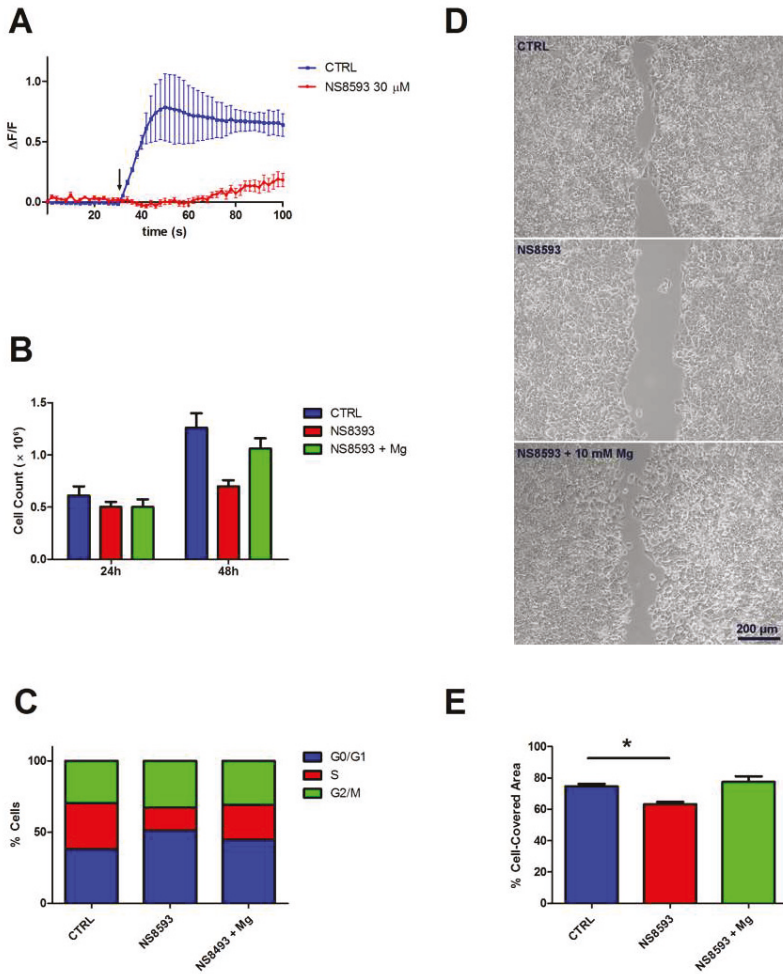 A
ΔF/F
1.0
0.5
0.0
20
40
60
80
100
time (s)
CTRL
NS8593 30 μM
B
Cell Count ( × 10⁶)
1.5
1.0
0.5
0.0
24h
48h
CTRL
NS8393
NS8593 + Mg
C
% Cells
100
50
0
CTRL
NS8593
NS8493 + Mg
G0/G1
S
G2/M
D
CTRL
NS8593
NS8593 + 10 mM Mg
200 μm
E
% Cell-Covered Area
100
80
60
40
20
0
*
CTRL
NS8593
NS8593 + Mg